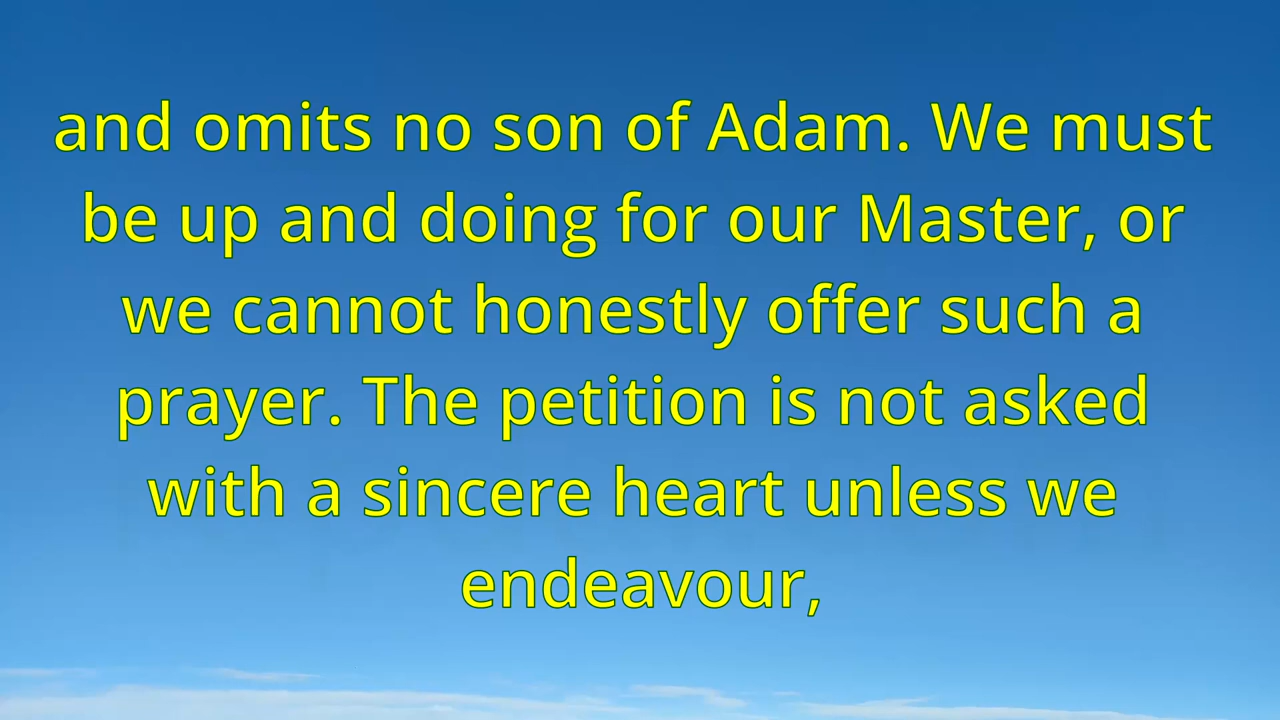 and omits no son of Adam. We must
be up and doing for our Master, or
we cannot honestly offer such a
prayer. The petition is not asked
with a sincere heart unless we
endeavour,